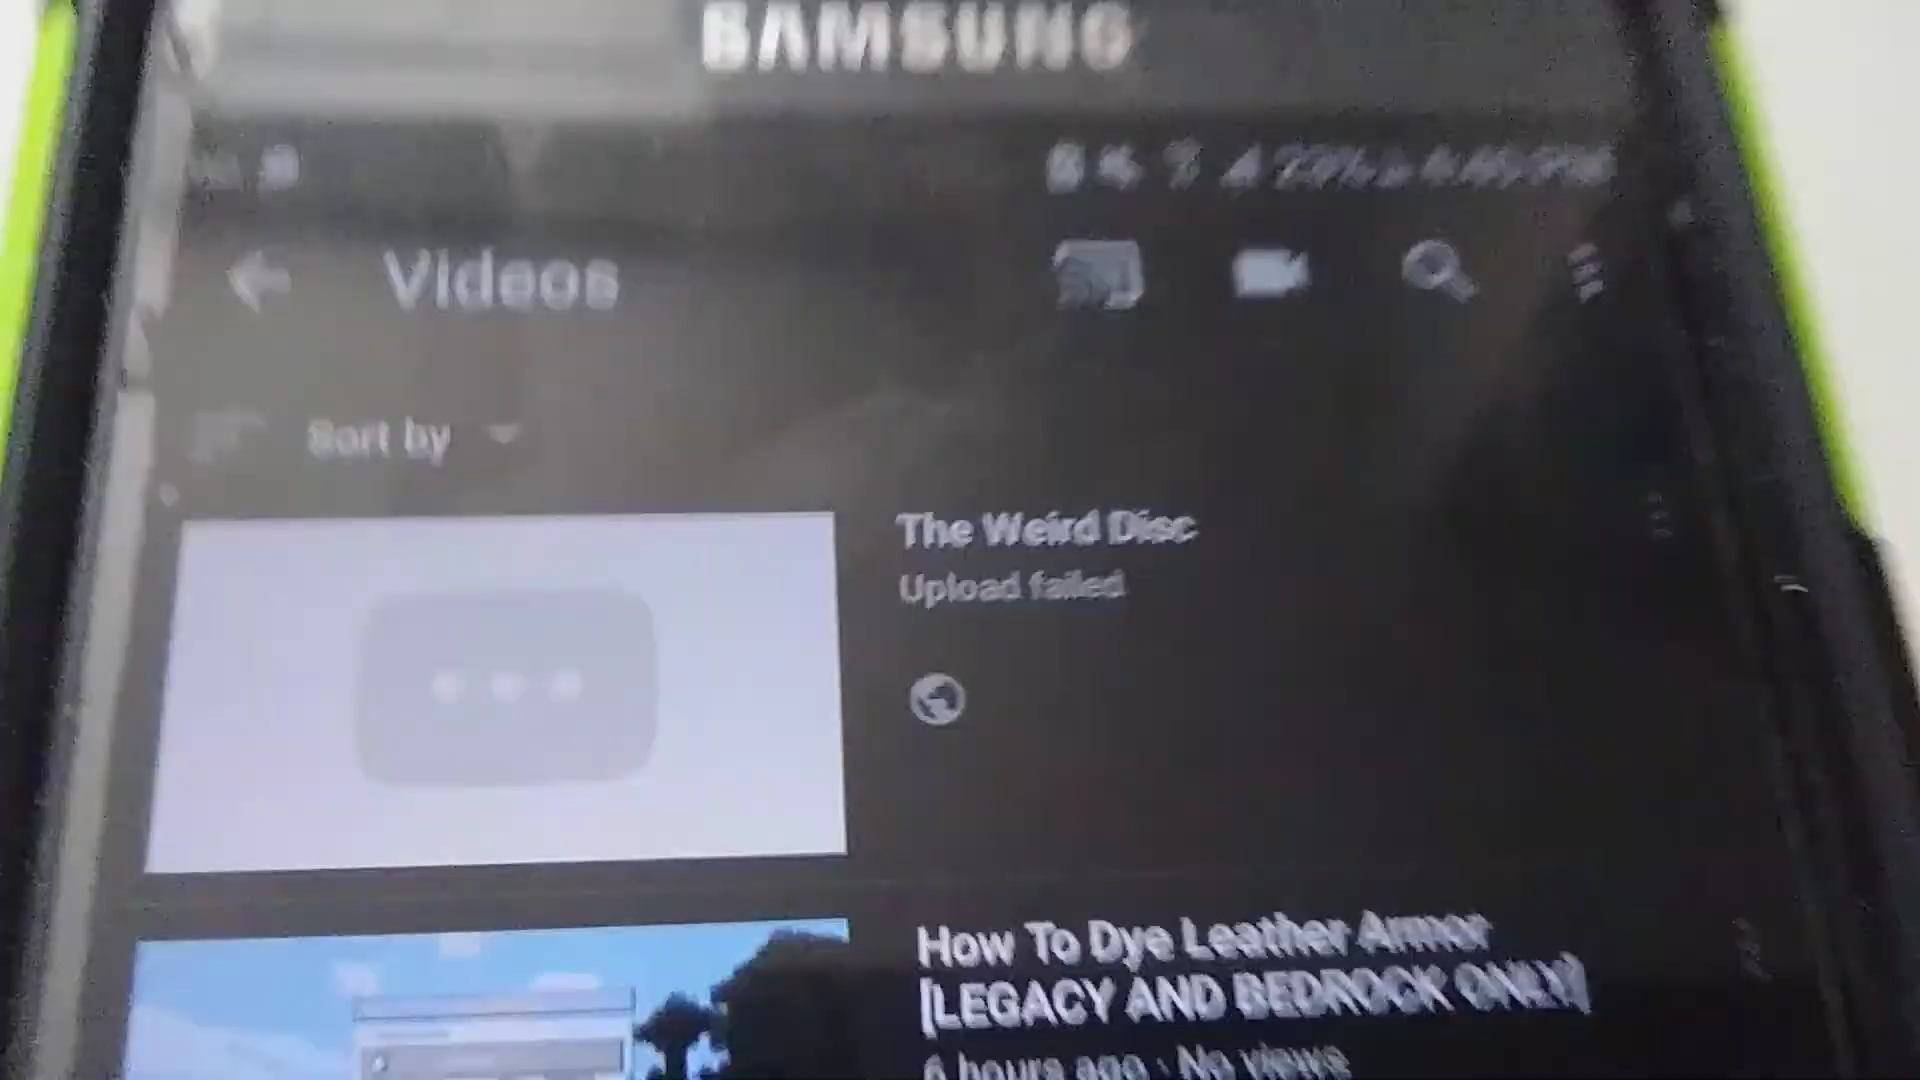 SAMSUNG
Videos
Sort by
The Weird Disc
Upload failed
How To Dye Leather Armor
[LEGACY AND BEDROCK ONLY]
6 hours ago · No views